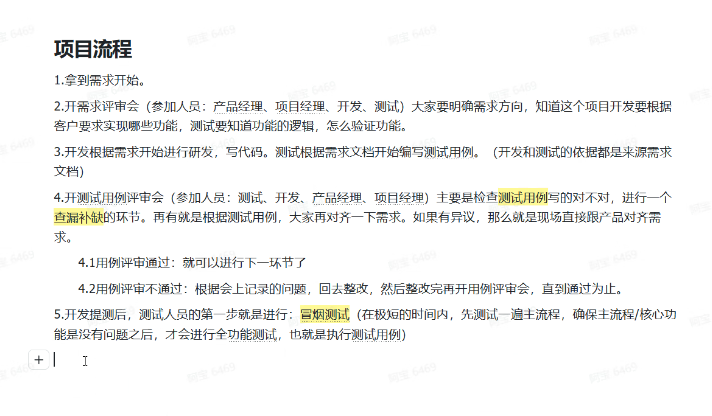 项目流程
1.拿到需求开始。
2.开需求评审会（参加人员：产品经理、项目经理、开发、测试）大家要明确需求方向，知道这个项目开发要根据
客户要求实现哪些功能，测试要知道功能的逻辑，怎么验证功能。
3.开发根据需求开始进行研发，写代码。测试根据需求文档开始编写测试用例。（开发和测试的依据都是来源需求
文档）
4.开测试用例评审会（参加人员：测试、开发、产品经理、项目经理）主要是检查测试用例写的对不对，进行一个
查漏补缺的环节。再有就是根据测试用例，大家再对齐一下需求。如果有异议，那么就是现场直接跟产品对齐需
求。
4.1用例评审通过：就可以进行下一环节了
4.2用例评审不通过：根据会上记录的问题，回去整改，然后整改完再开用例评审会，直到通过为止。
5.开发提测后，测试人员的第一步就是进行：冒烟测试（在极短的时间内，先测试一遍主流程，确保主流程/核心功
能是没有问题之后，才会进行全功能测试，也就是执行测试用例）